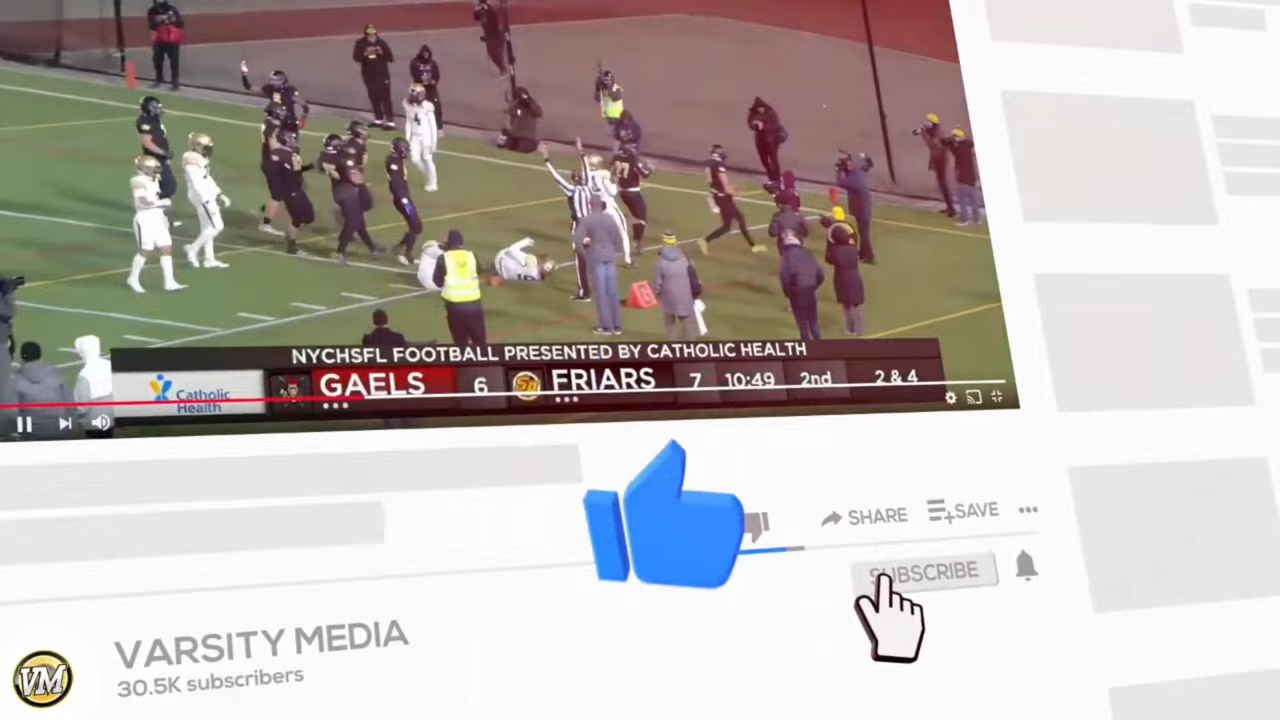 NYCHSFL FOOTBALL PRESENTED BY CATHOLIC HEALTH
Catholic Health GAELS 6 FRIARS 7 10:49 2nd 2 & 4
SHARE SAVE
SUBSCRIBE
VARSITY MEDIA
30.5K subscribers
VM